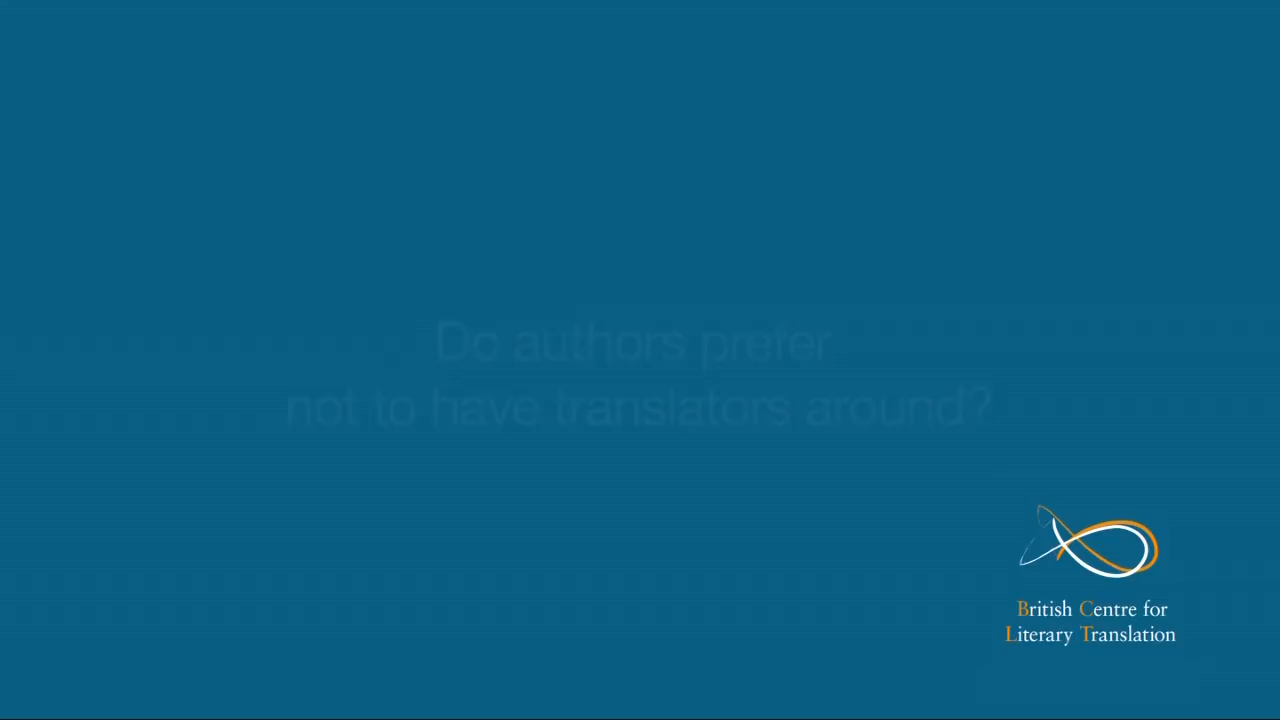 Do authors prefer
not to have translators around?
British Centre for
Literary Translation